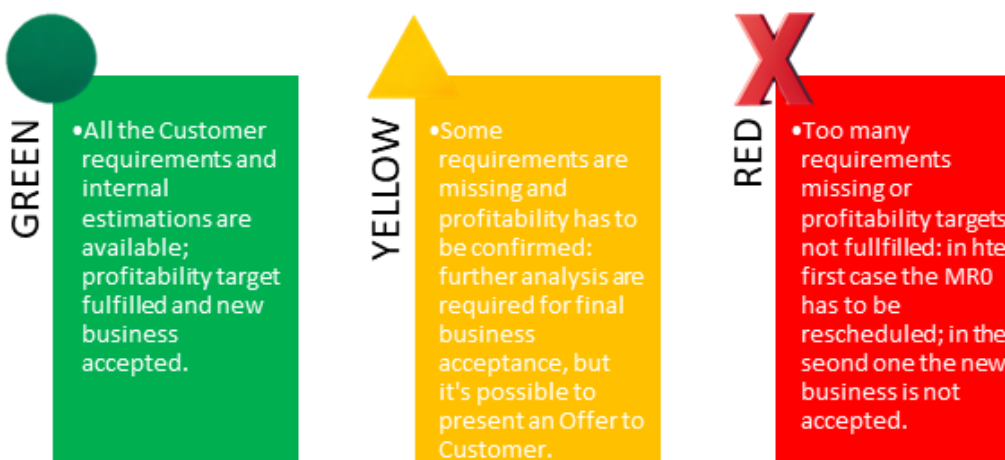 GREEN
•All the Customer
requirements and
internal
estimations are
available;
profitability target
fulfilled and new
business
accepted.
YELLOW
•Some
requirements are
missing and
profitability has to
be confirmed:
further analysis are
required for final
business
acceptance, but
it's possible to
present an Offer to
Customer.
X
RED
•Too many
requirements
missing or
profitability targets
not fullfilled: in hte
first case the MR0
has to be
rescheduled; in the
seond one the new
business is not
accepted.